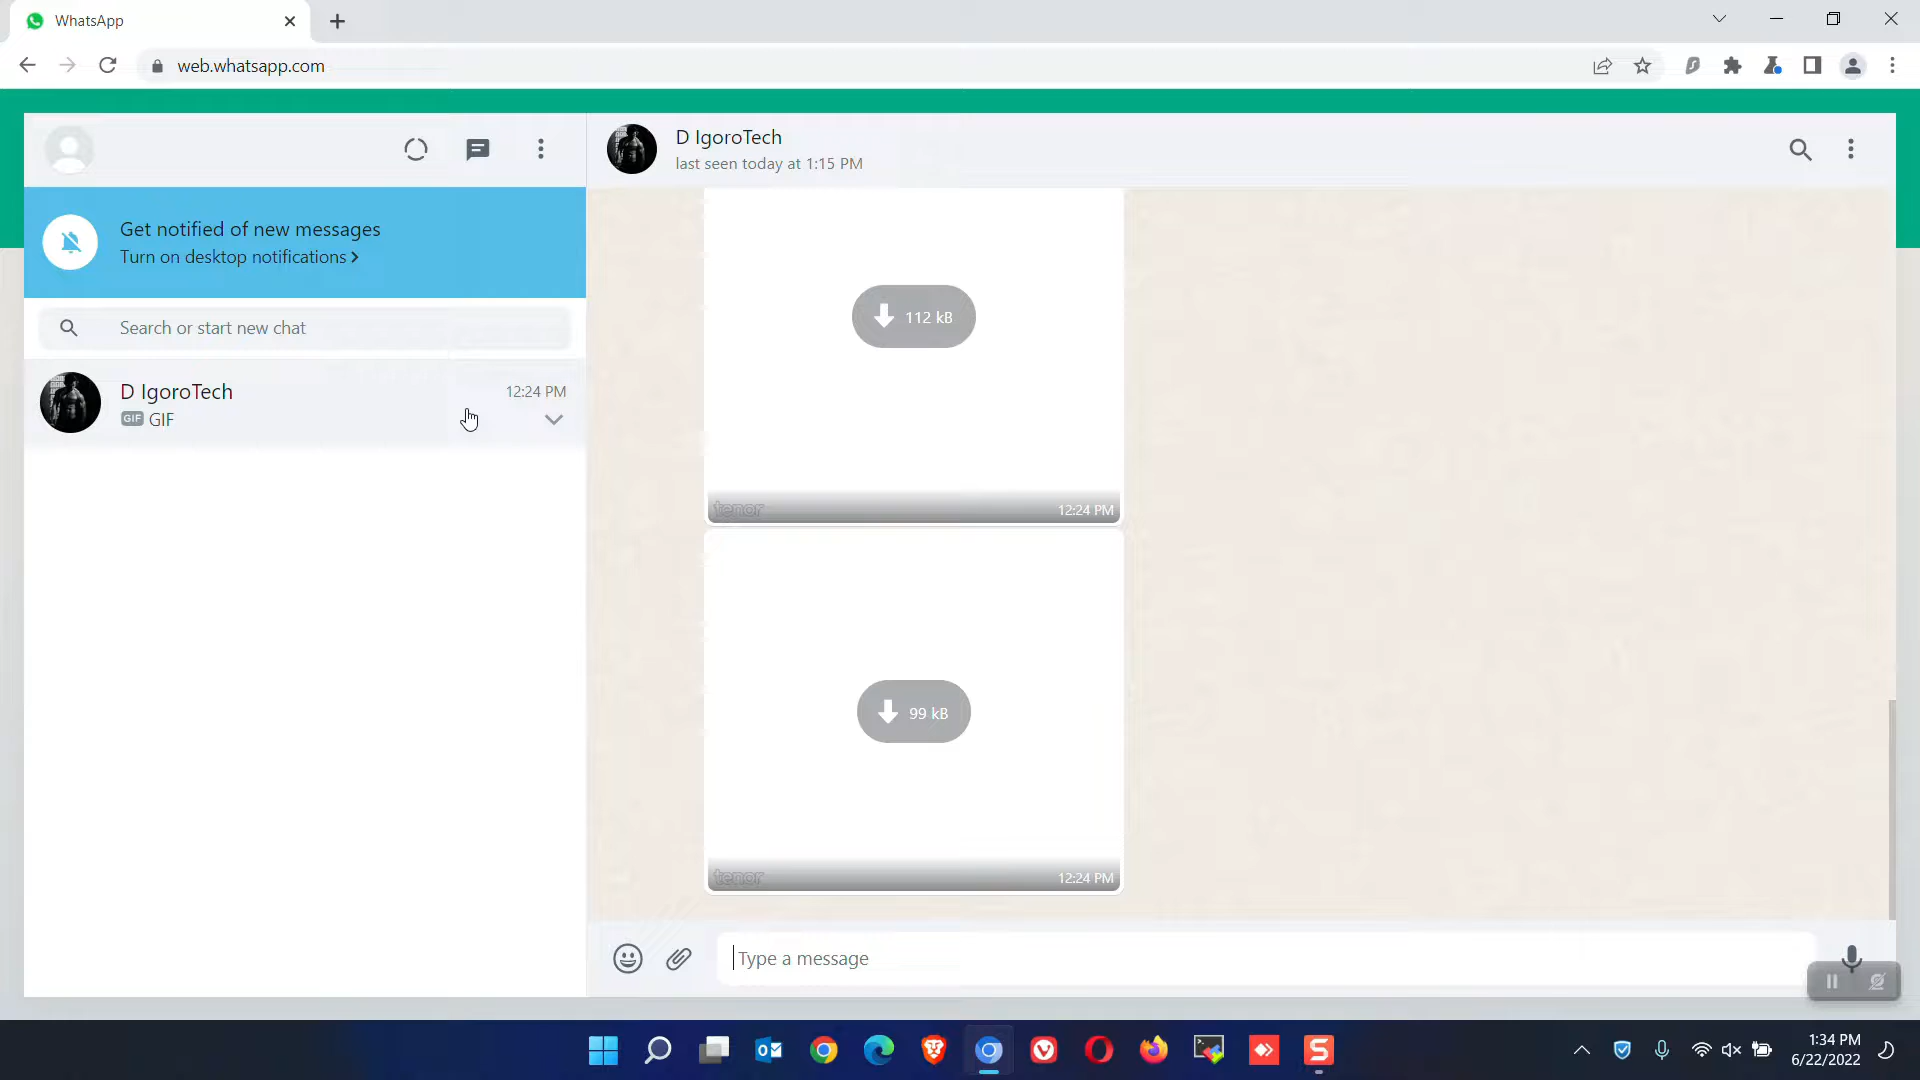 WhatsApp
web.whatsapp.com
D IgoroTech
last seen today at 1:15 PM
Get notified of new messages
Turn on desktop notifications
Search or start new chat
D IgoroTech
12:24 PM
GIF GIF
112 kB
tenor
12:24 PM
99 kB
tenor
12:24 PM
Type a message
1:34 PM
6/22/2022